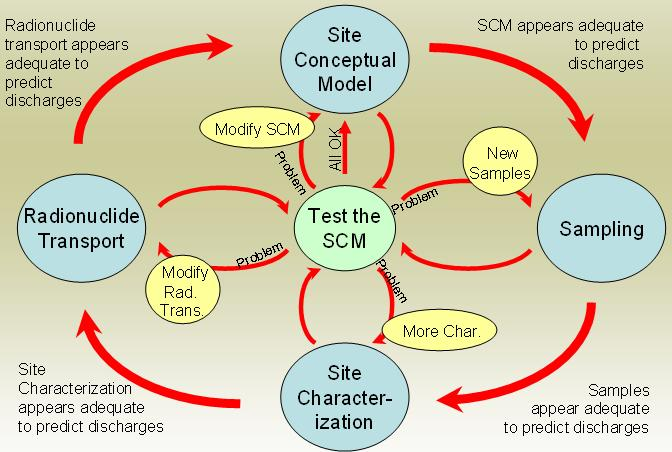 Radionuclide
transport appears
adequate to
predict
discharges
Site
Conceptual
Model
SCM appears adequate
to predict
discharges
Modify SCM
Problem
All OK
New
Samples
Problem
Radionuclide
Transport
Test the
SCM
Sampling
Problem
Modify
Rad.
Trans.
Problem
More Char.
Site
Characterization
appears adequate
to predict discharges
Site
Character-
ization
Samples
appear adequate
to predict discharges